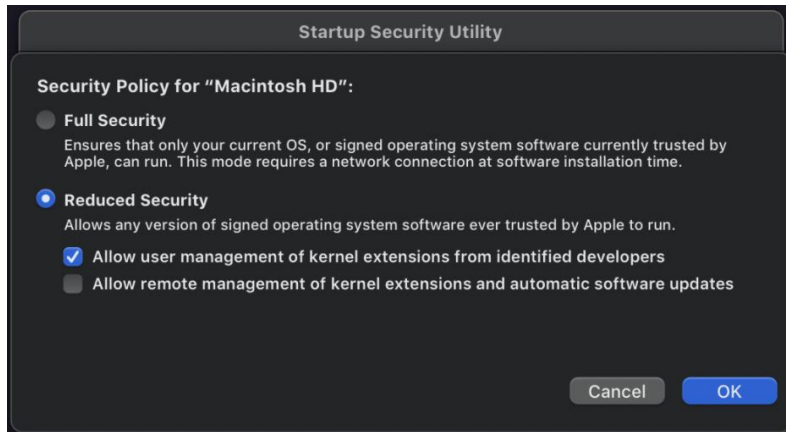 Startup Security Utility
Security Policy for “Macintosh HD”:
Full Security
Ensures that only your current OS, or signed operating system software currently trusted by
Apple, can run. This mode requires a network connection at software installation time.
Reduced Security
Allows any version of signed operating system software ever trusted by Apple to run.
Allow user management of kernel extensions from identified developers
Allow remote management of kernel extensions and automatic software updates
Cancel OK